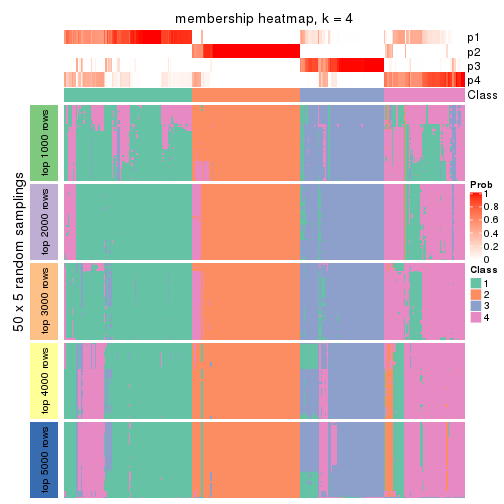 membership heatmap, k = 4
p1
p2
p3
p4
Class
50 x 5 random samplings
top 1000 rows
top 2000 rows
top 3000 rows
top 4000 rows
top 5000 rows
Prob
1
0.8
0.6
0.4
0.2
0
Class
1
2
3
4